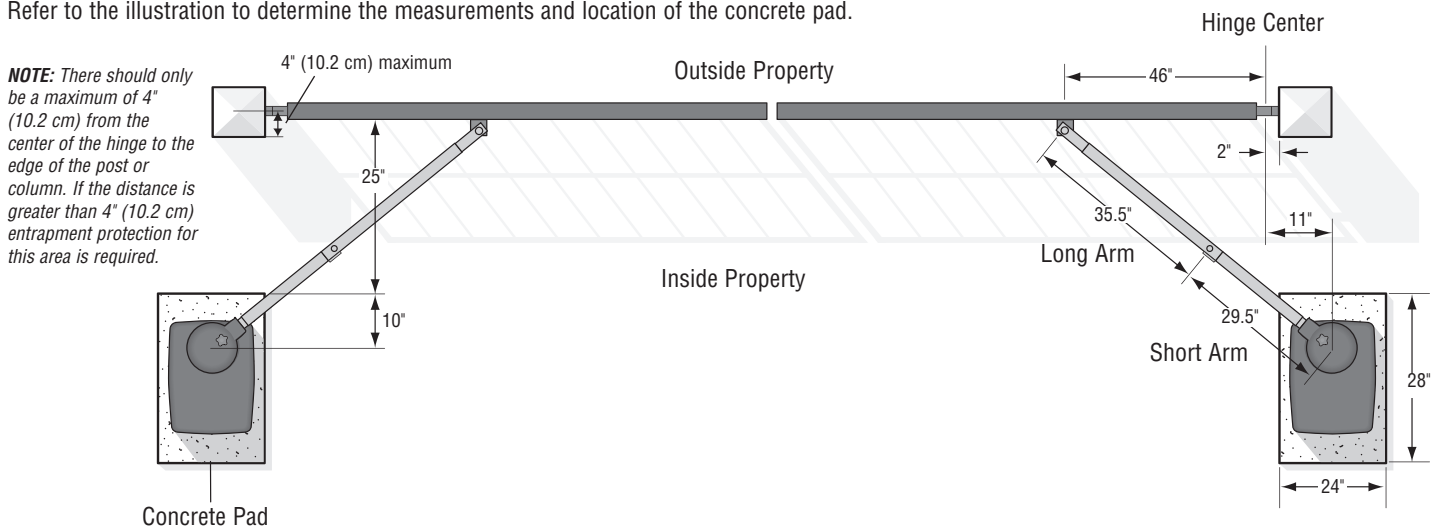 Refer to the illustration to determine the measurements and location of the concrete pad.
Hinge Center
NOTE: There should only
be a maximum of 4"
(10.2 cm) from the
center of the hinge to the
edge of the post or
column. If the distance is
greater than 4" (10.2 cm)
entrapment protection for
this area is required.
4" (10.2 cm) maximum
Outside Property
46"
2"
25"
35.5"
11"
Long Arm
Inside Property
10"
29.5"
Short Arm
28"
24"
Concrete Pad